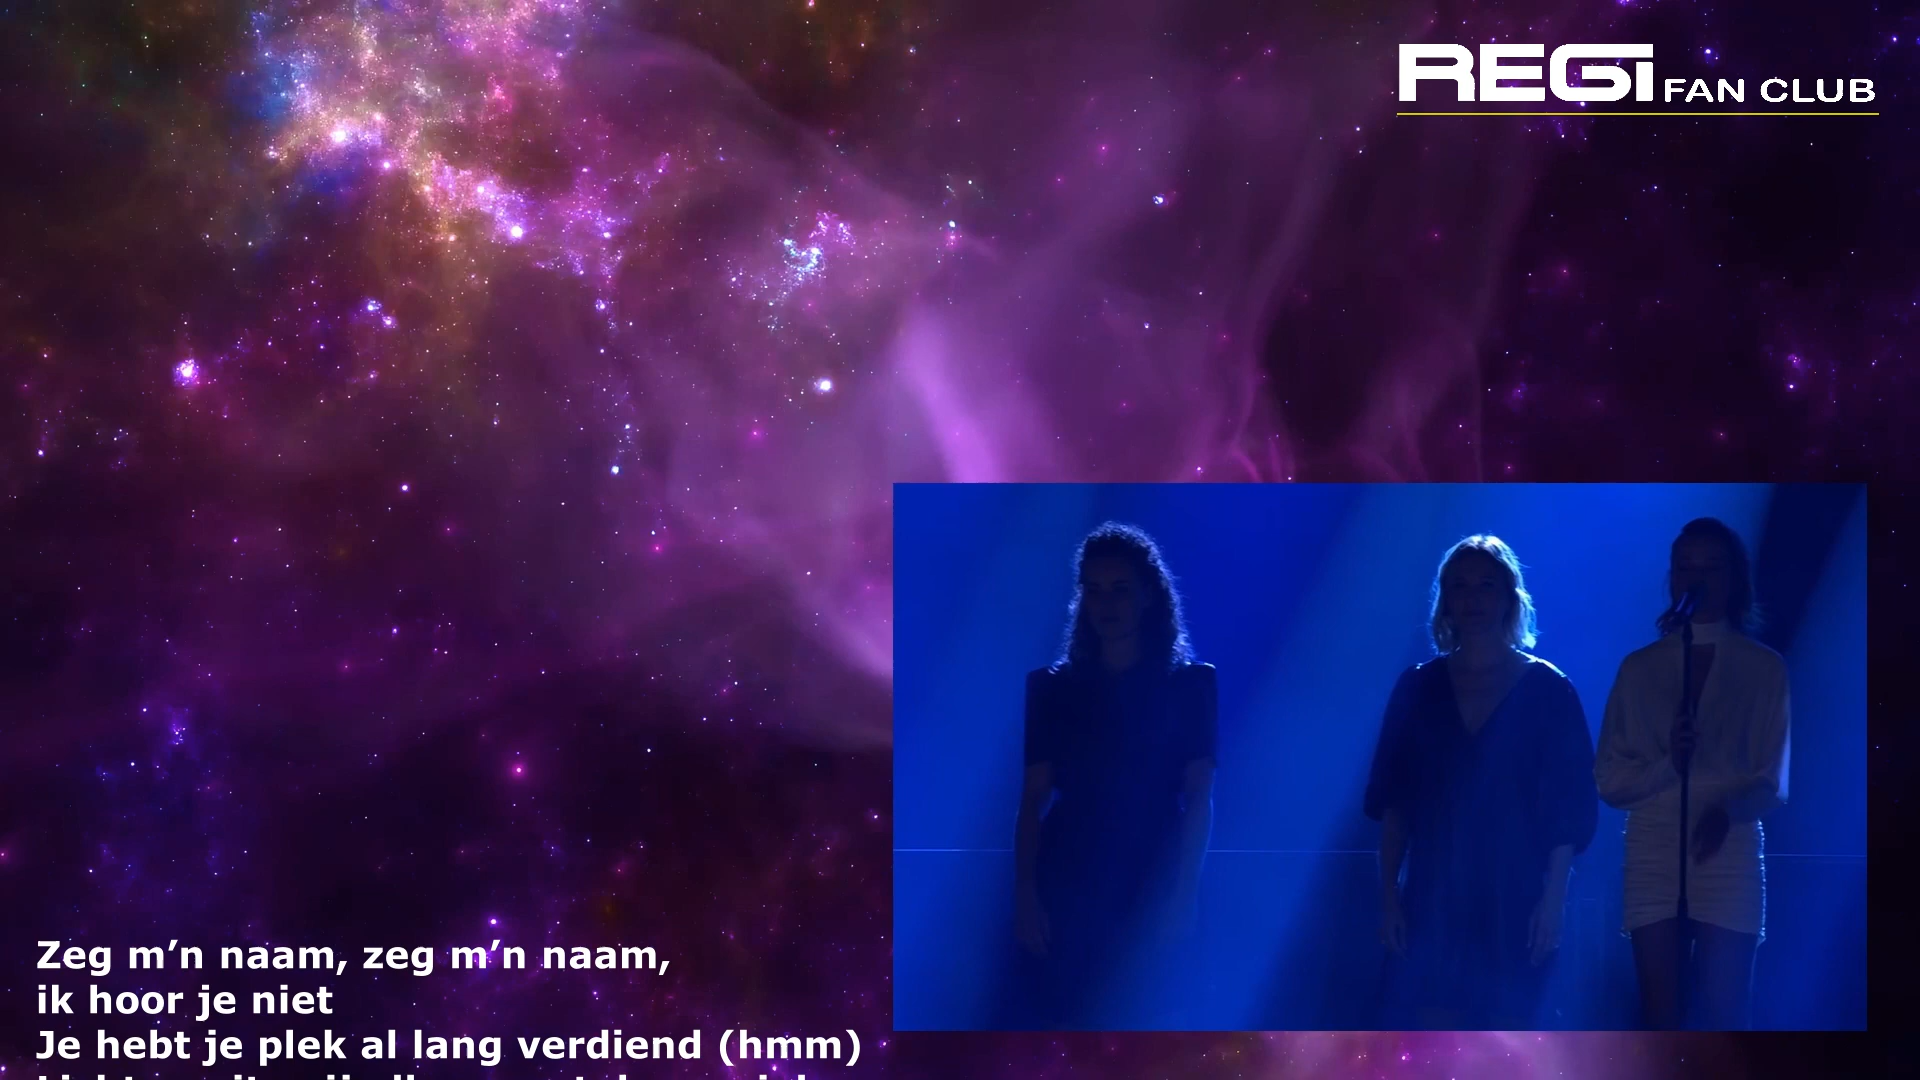 REGI FAN CLUB
Zeg m’n naam, zeg m’n naam,
ik hoor je niet
Je hebt je plek al lang verdiend (hmm)